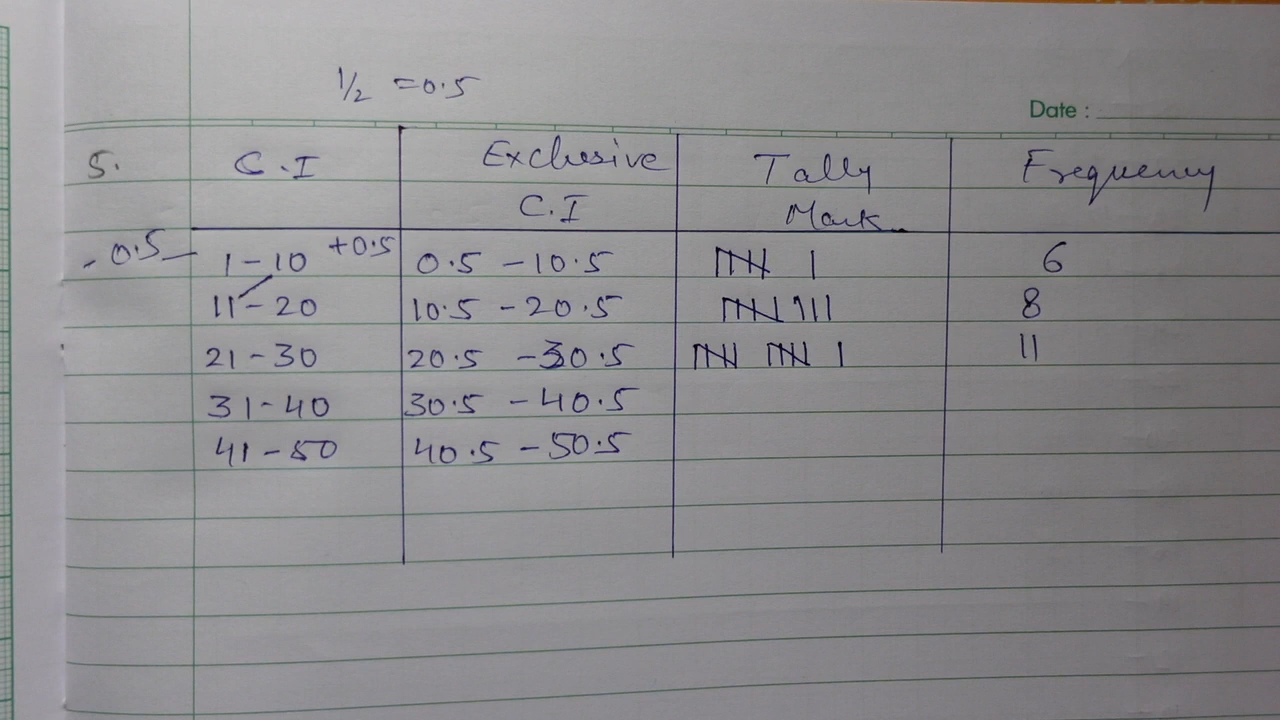 1/2 = 0.5
Date :
5. C.I Exclusive C.I Tally Mark Frequency
-0.5 1-10 +0.5 0.5 - 10.5 6
11-20 10.5 - 20.5 8
21-30 20.5 - 30.5 11
31-40 30.5 - 40.5
41-50 40.5 - 50.5